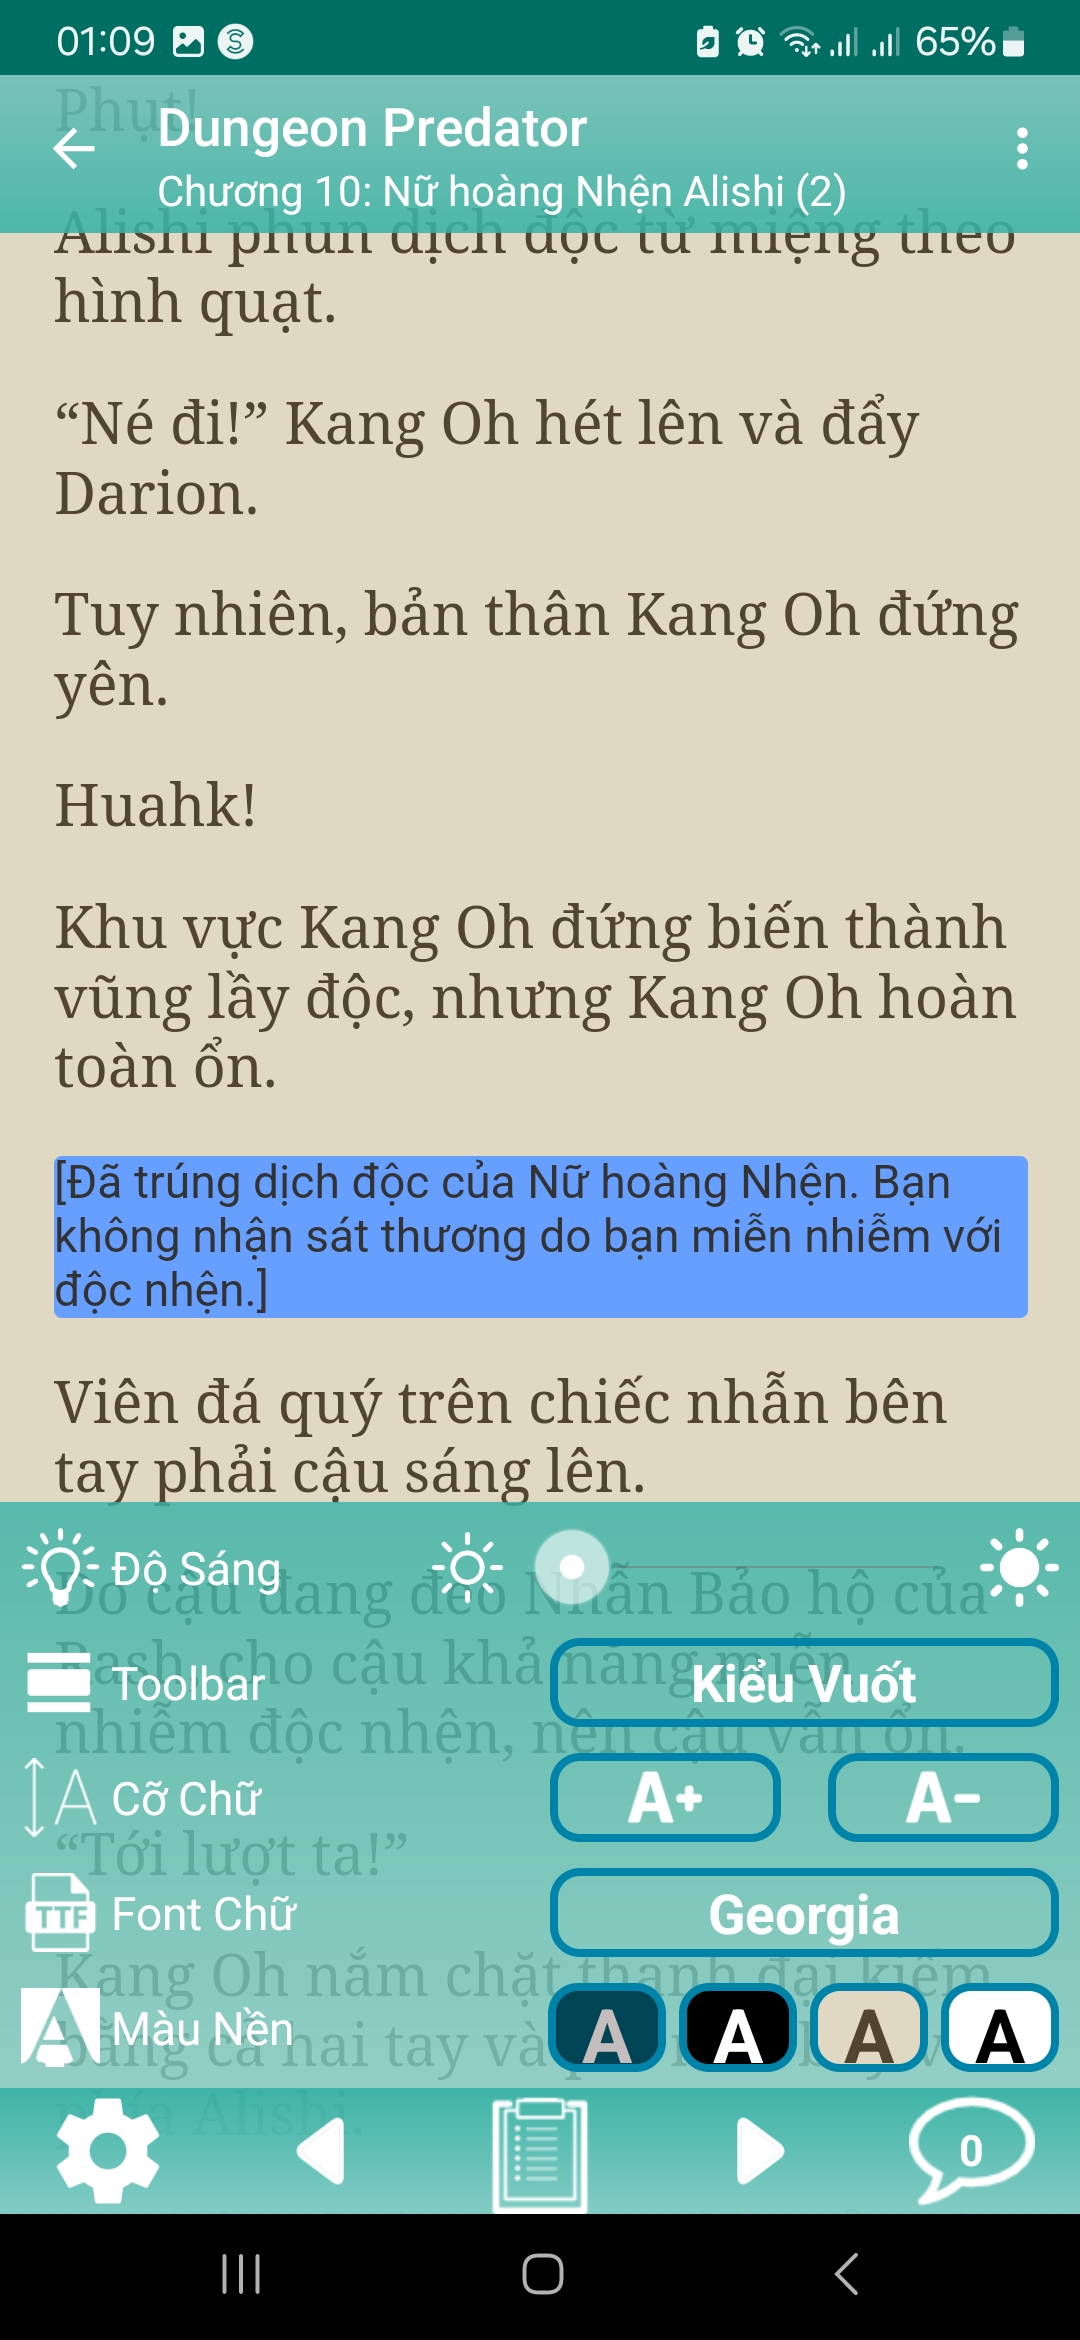 01:09
65%
Phụt!
Dungeon Predator
Chương 10: Nữ hoàng Nhện Alishi (2)
Alishi phun dịch độc từ miệng theo
hình quạt.
“Né đi!” Kang Oh hét lên và đẩy
Darion.
Tuy nhiên, bản thân Kang Oh đứng
yên.
Huahk!
Khu vực Kang Oh đứng biến thành
vũng lầy độc, nhưng Kang Oh hoàn
toàn ổn.
[Đã trúng dịch độc của Nữ hoàng Nhện. Bạn
không nhận sát thương do bạn miễn nhiễm với
độc nhện.]
Viên đá quý trên chiếc nhẫn bên
tay phải cậu sáng lên.
Độ Sáng
Do cậu đang đeo Nhẫn Bảo hộ của
Toolbar
Kiểu Vuốt
cho cậu khả năng miễn
nhiễm độc nhện, nên cậu vẫn ổn.
Cỡ Chữ
A+
A-
“Tới lượt ta!”
TTF
Font Chữ
Georgia
Kang Oh nắm chặt thanh đại kiếm
Màu Nền
A
A
A
A
bằng cả hai tay và
phía Alishi.
0